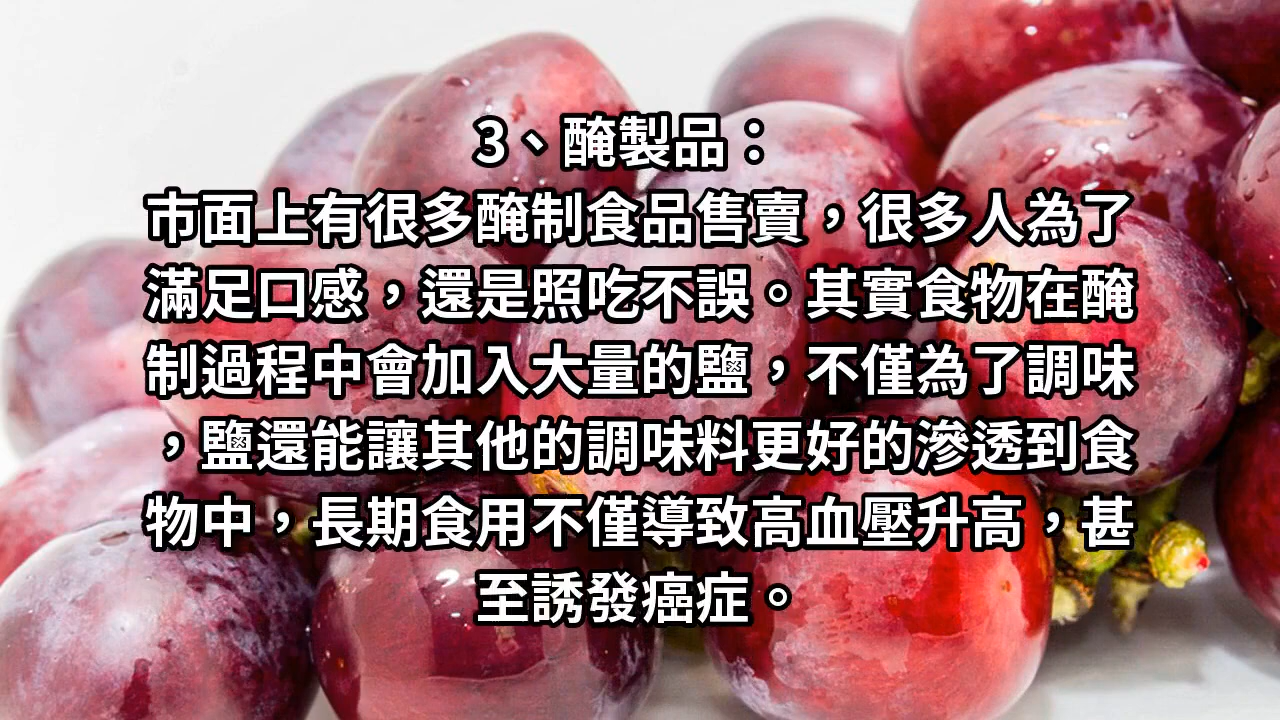 3、醃製品：
市面上有很多醃制食品售賣，很多人為了
滿足口感，還是照吃不誤。其實食物在醃
制過程中會加入大量的鹽，不僅為了調味
，鹽還能讓其他的調味料更好的滲透到食
物中，長期食用不僅導致高血壓升高，甚
至誘發癌症。